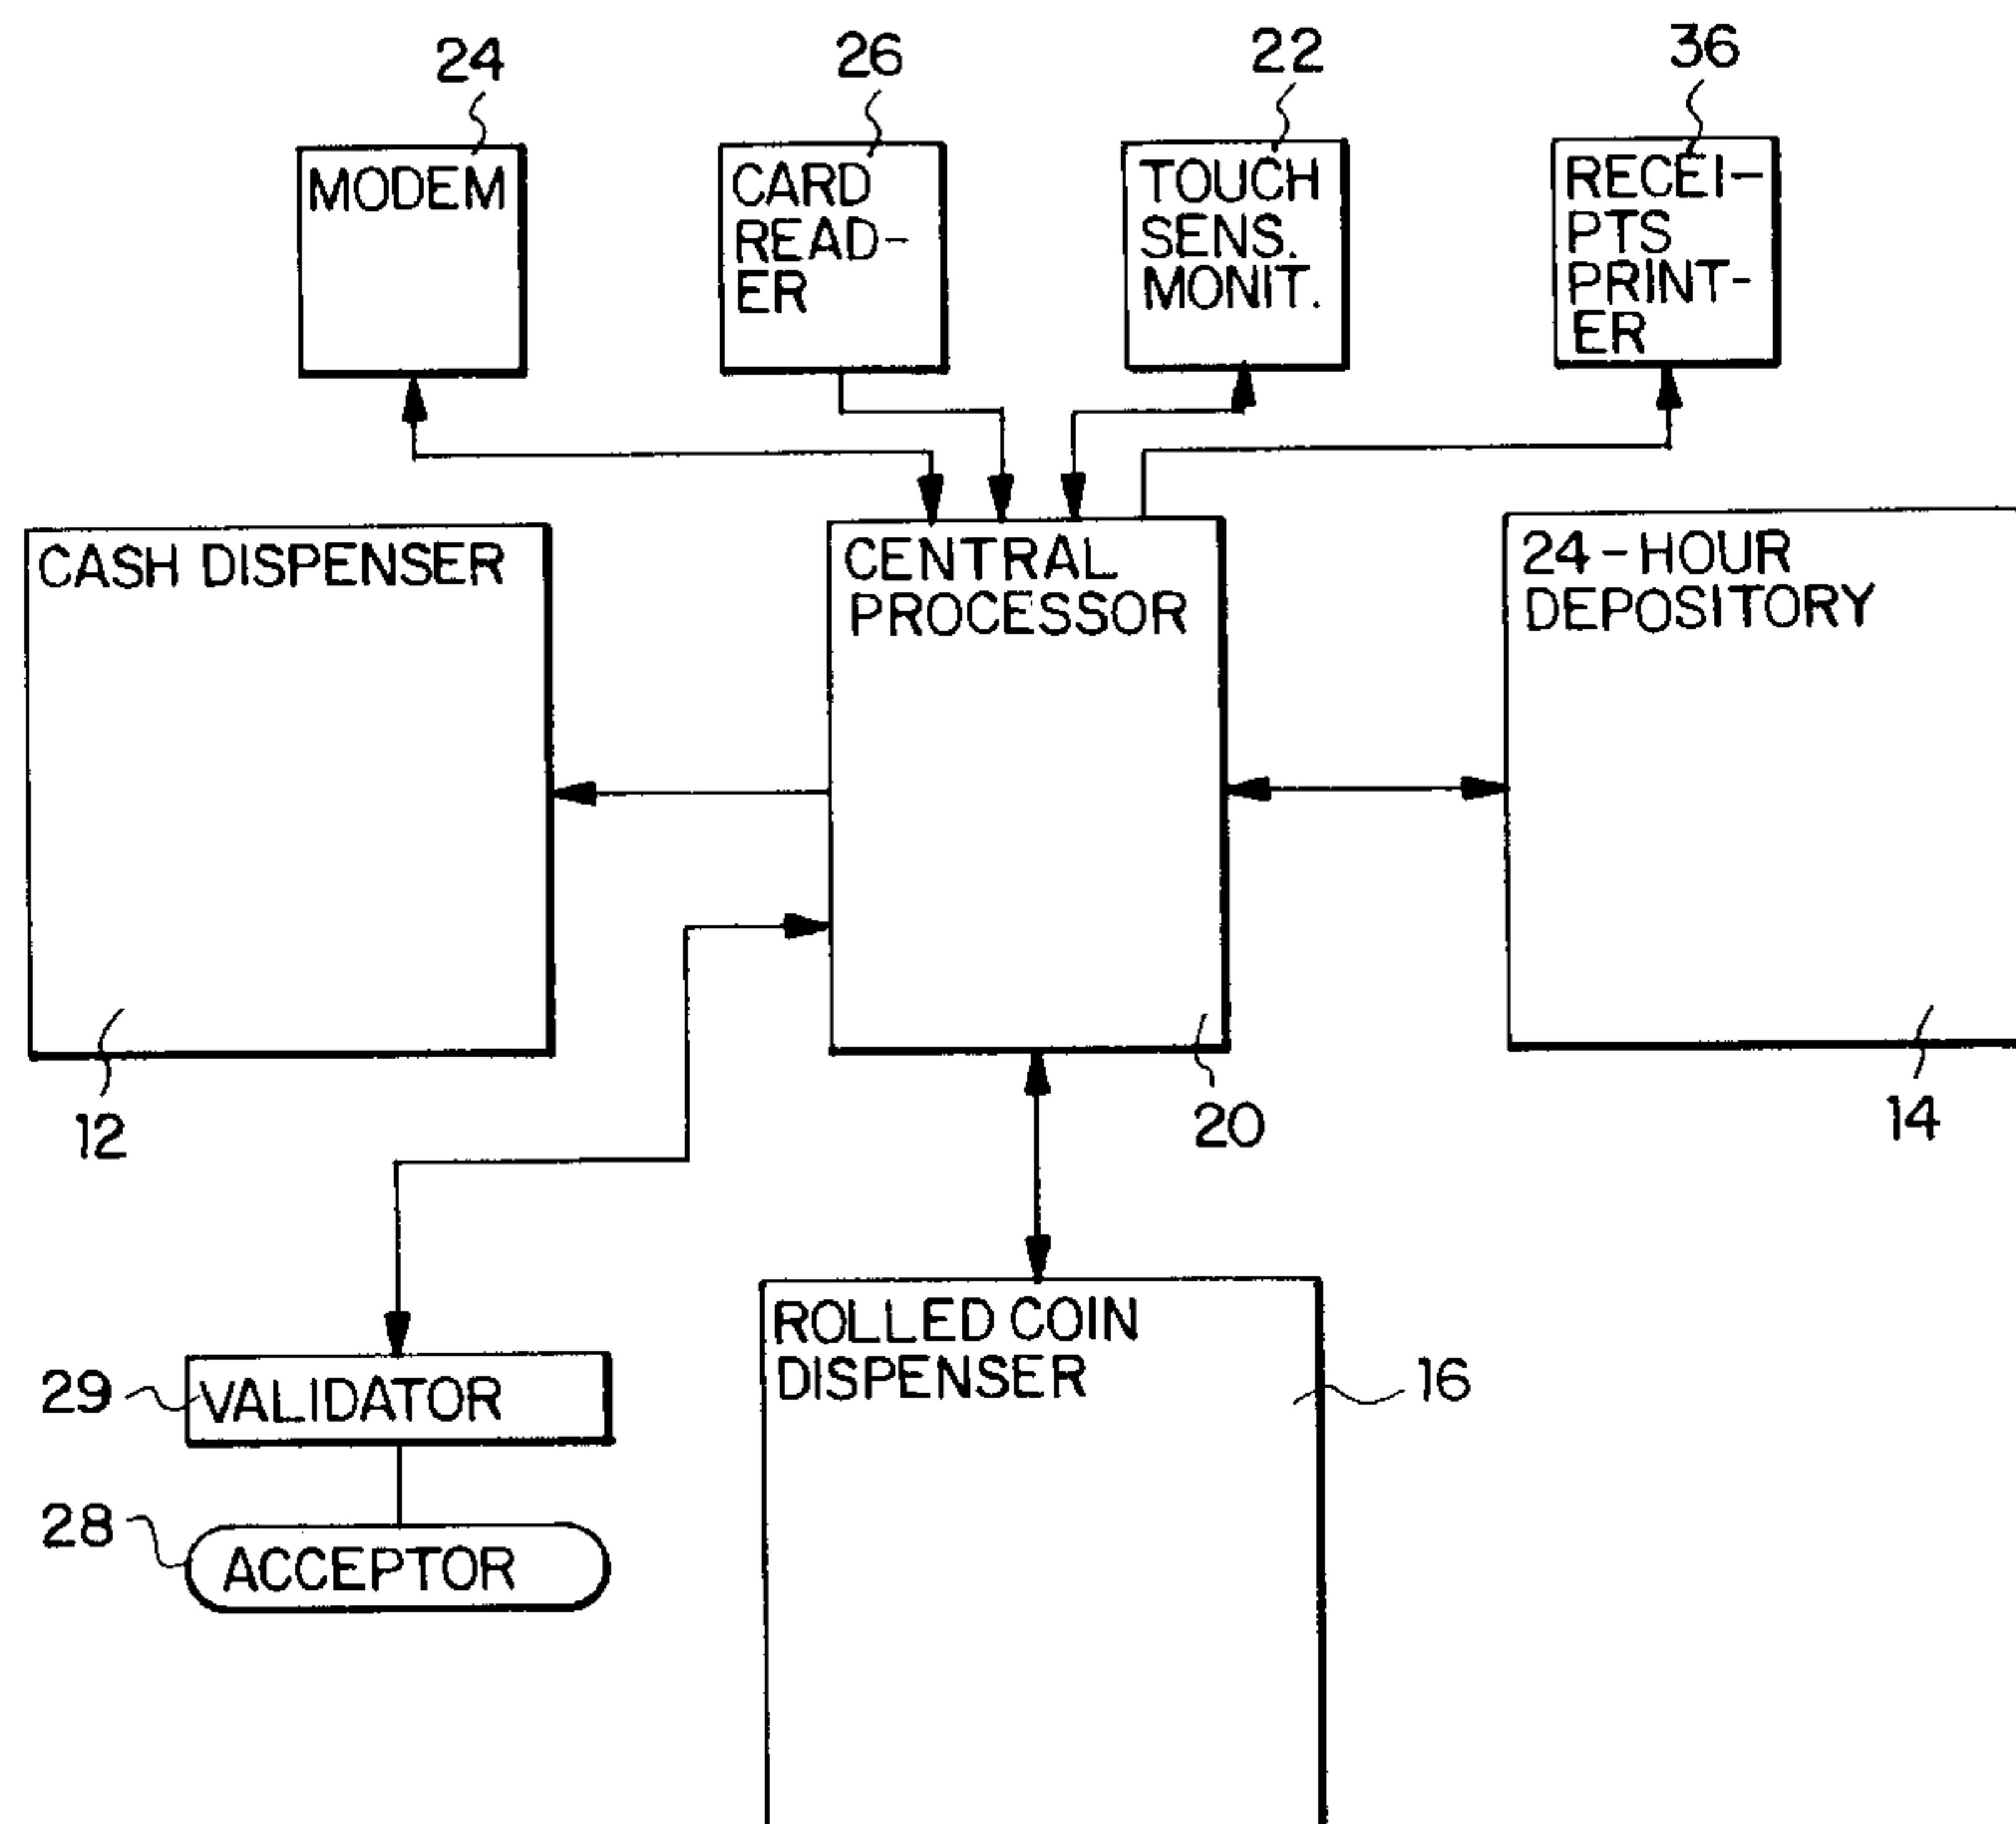 24
26
22
36
MODEM
CARD
READ-
ER
TOUCH
SENS.
MONIT.
RECEI-
PTS
PRINT-
ER
CASH DISPENSER
CENTRAL
PROCESSOR
24-HOUR
DEPOSITORY
12
20
14
ROLLED COIN
DISPENSER
16
29
VALIDATOR
28
ACCEPTOR